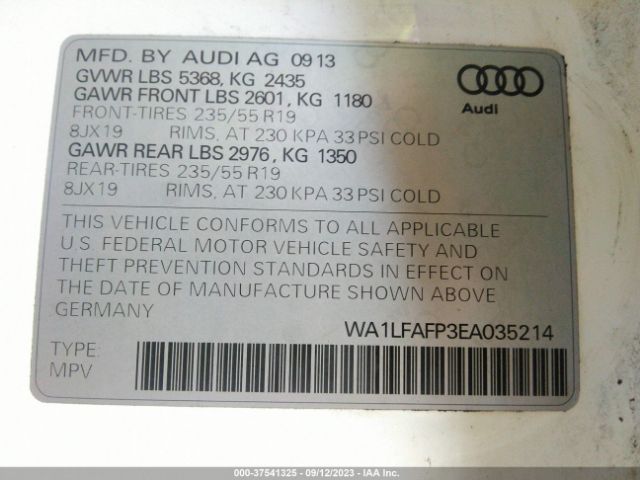 MFD. BY AUDI AG 0913
GVWR LBS 5368, KG 2435
GAWR FRONT LBS 2601, KG 1180
FRONT-TIRES 235/55 R19
8JX19 RIMS, AT 230 KPA 33 PSI COLD
GAWR REAR LBS 2976, KG 1350
REAR-TIRES 235/55 R19
8JX19 RIMS, AT 230 KPA 33 PSI COLD
Audi
THIS VEHICLE CONFORMS TO ALL APPLICABLE
U.S. FEDERAL MOTOR VEHICLE SAFETY AND
THEFT PREVENTION STANDARDS IN EFFECT ON
THE DATE OF MANUFACTURE SHOWN ABOVE
GERMANY
WA1LFAFP3EA035214
TYPE:
MPV
000-37541325 - 09/12/2023 - IAA Inc.